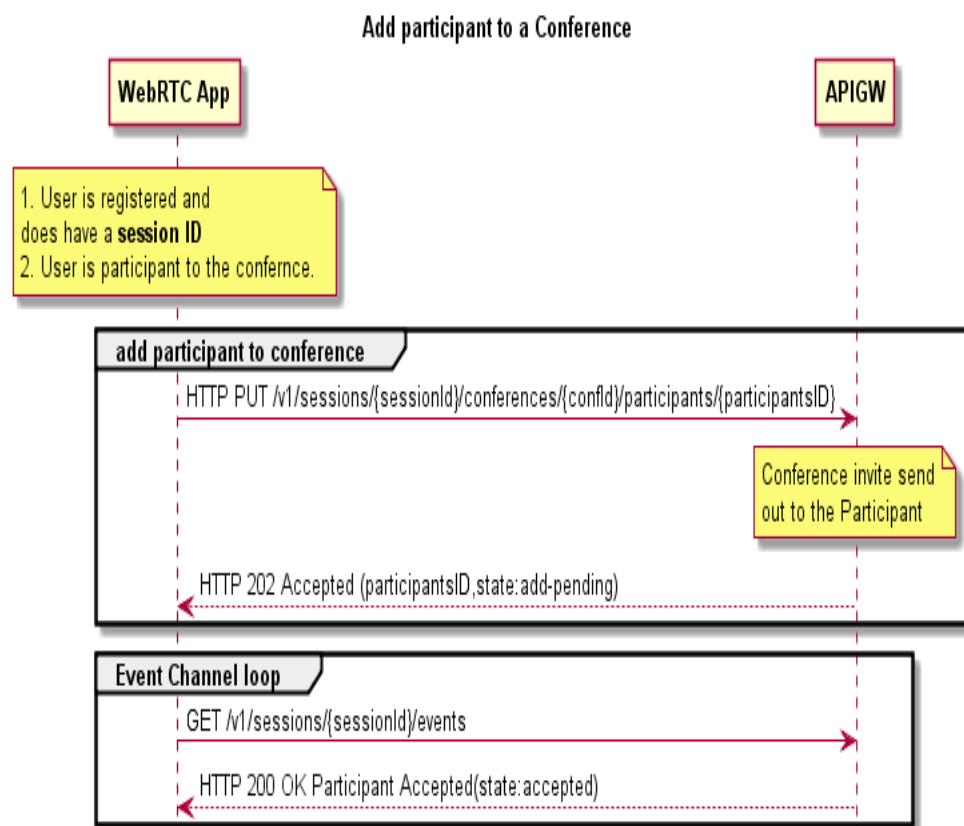 Add participant to a Conference
WebRTC App
APIGW
1. User is registered and
does have a session ID
2. User is participant to the confernce.
add participant to conference
HTTP PUT /v1/sessions/{sessionId}/conferences/{confId}/participants/{participantsID}
Conference invite send
out to the Participant
HTTP 202 Accepted (participantsID,state:add-pending)
Event Channel loop
GET /v1/sessions/{sessionId}/events
HTTP 200 OK Participant Accepted(state:accepted)